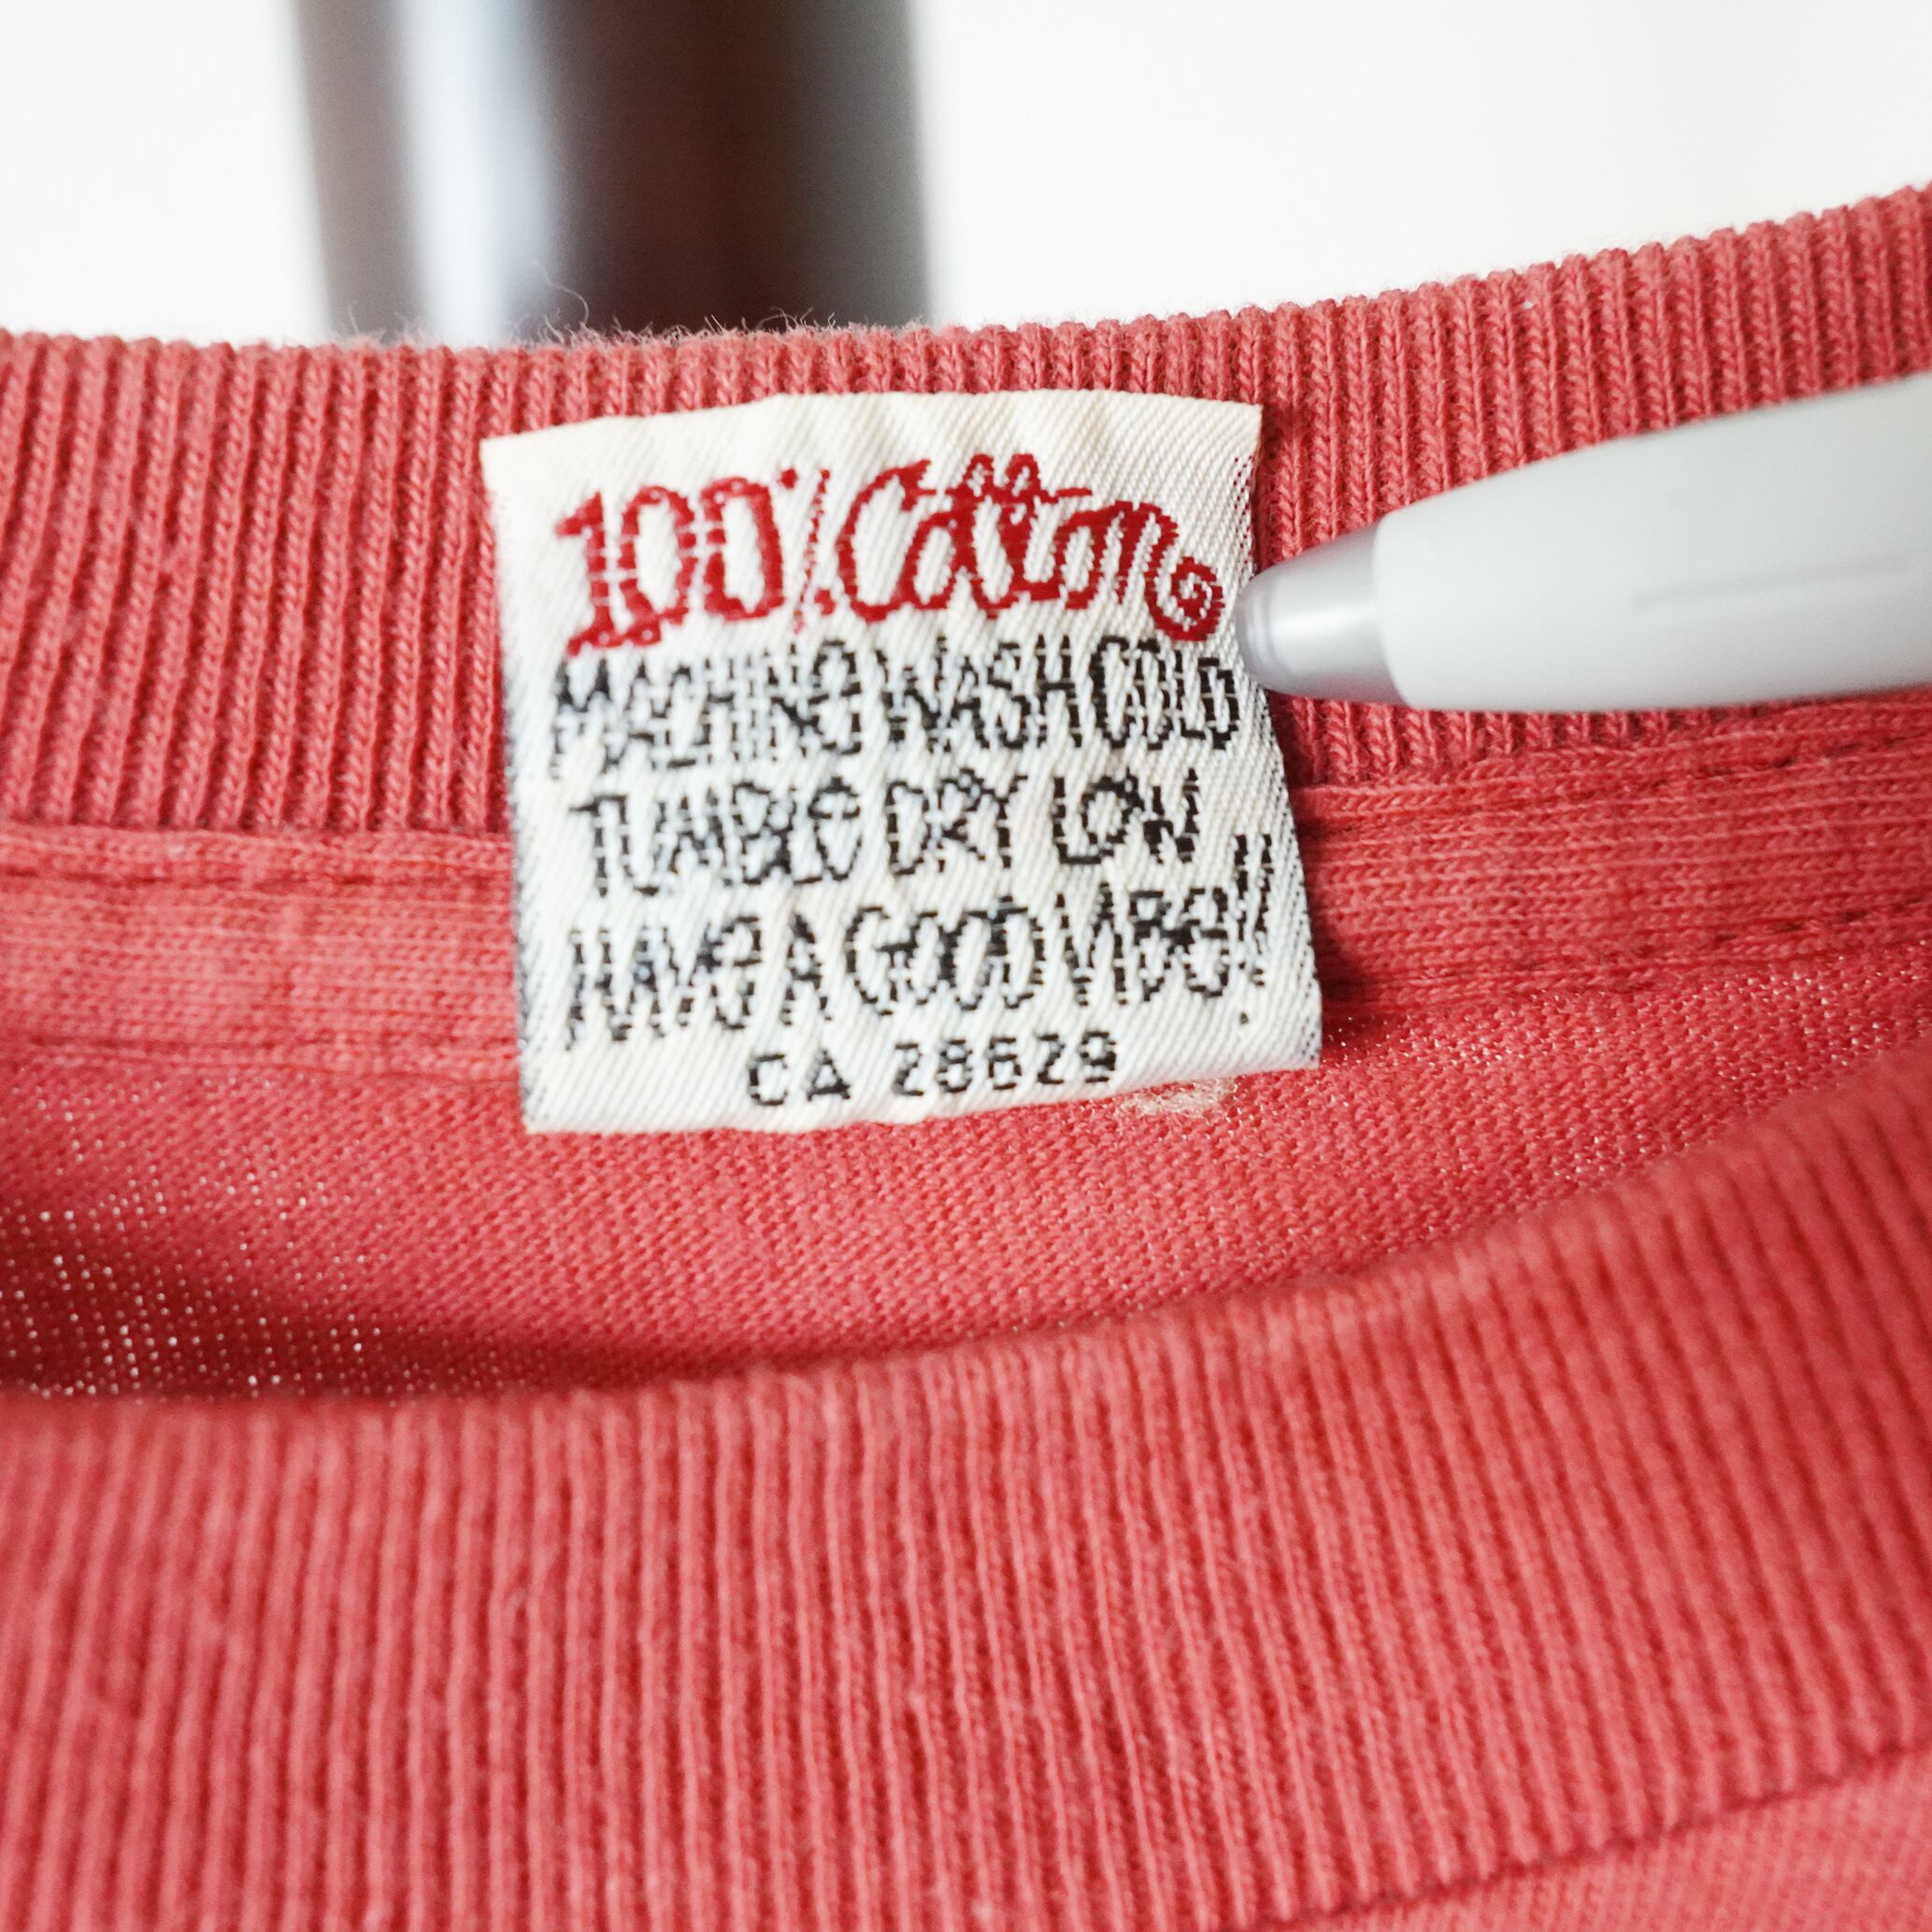 100% Cotton
MACHINE WASH COLD
TUMBLE DRY LOW
HAVE A GOOD VIBE!!
CA 28629